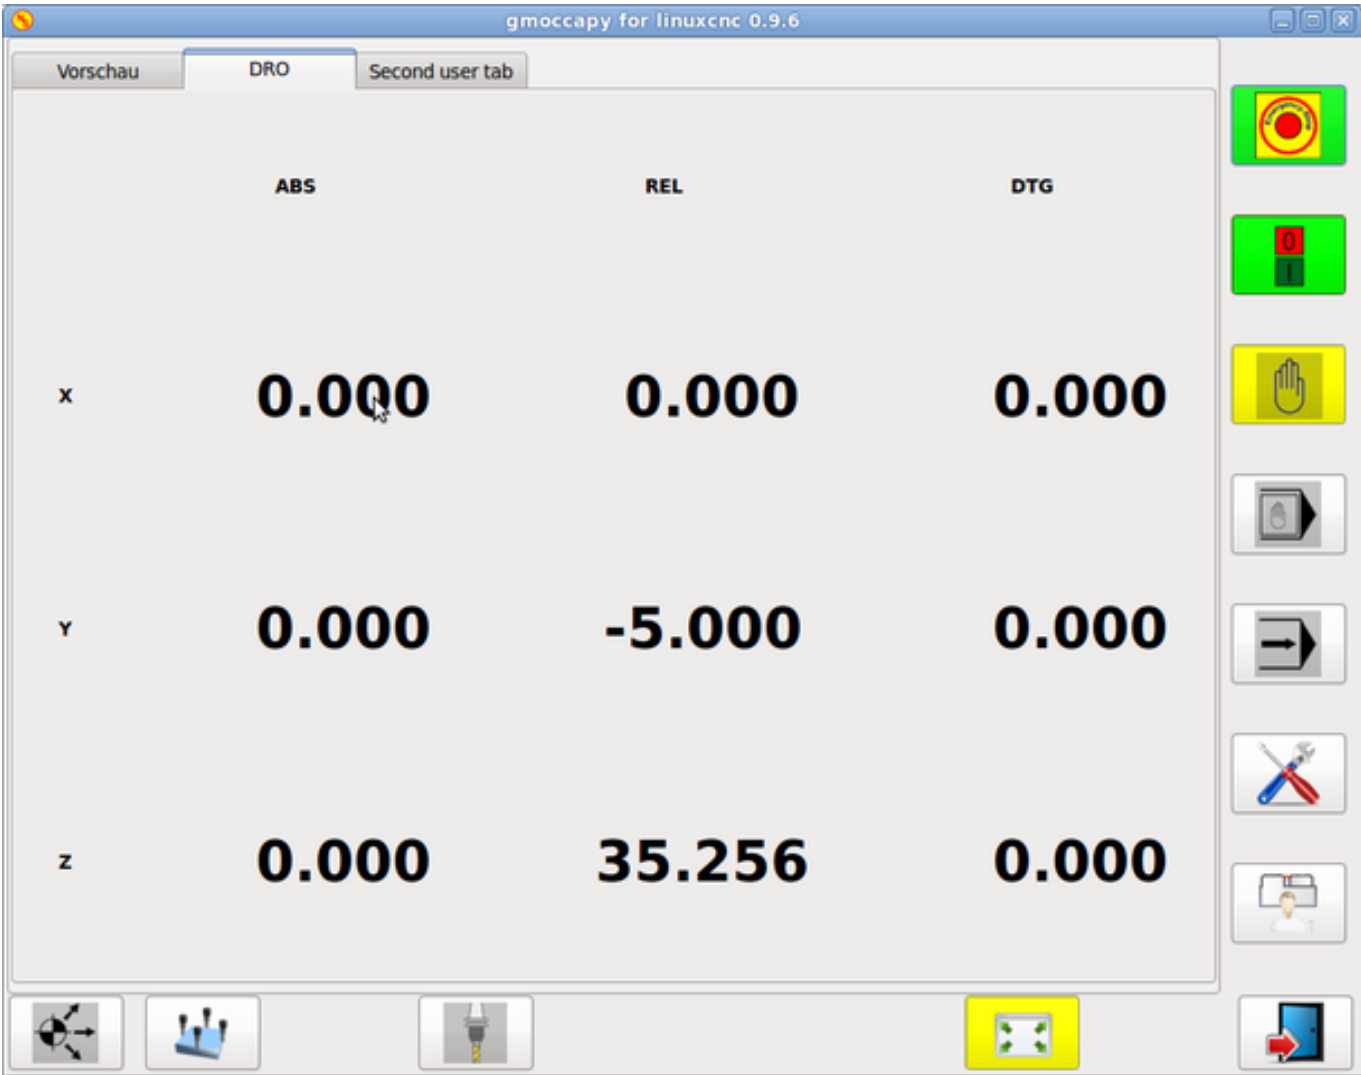 gmoccapy for linuxcnc 0.9.6
Vorschau DRO Second user tab
ABS REL DTG
X 0.000 0.000 0.000
Y 0.000 -5.000 0.000
Z 0.000 35.256 0.000
0
I